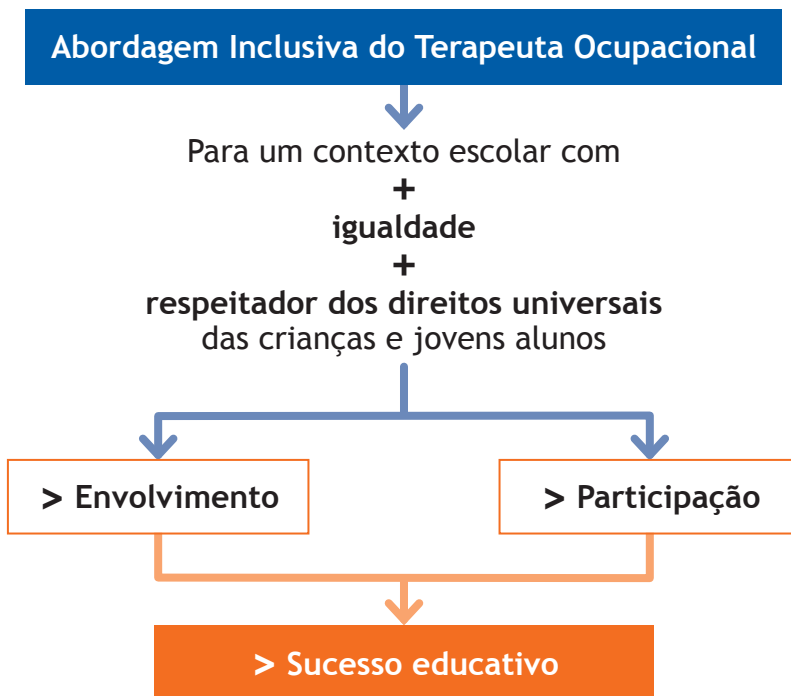 Abordagem Inclusiva do Terapeuta Ocupacional
Para um contexto escolar com
+
igualdade
+
respeitador dos direitos universais
das crianças e jovens alunos
> Envolvimento
> Participação
> Sucesso educativo